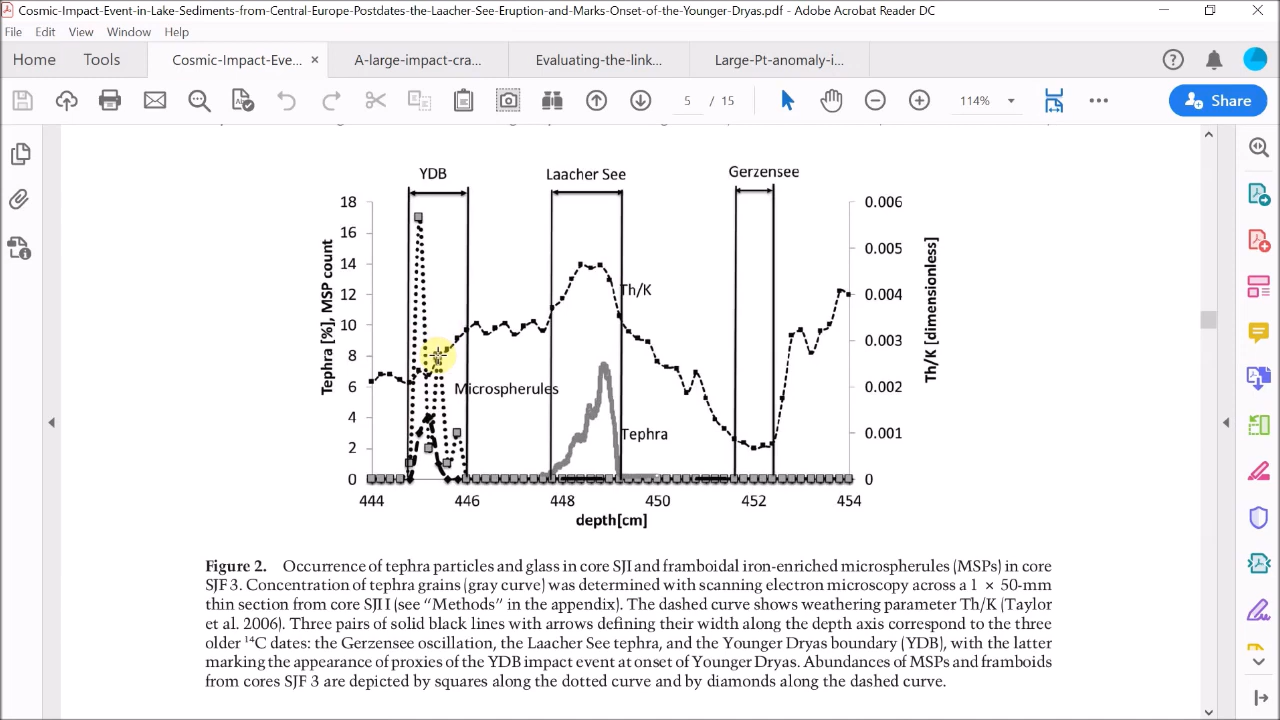 Cosmic-Impact-Event-in-Lake-Sediments-from-Central-Europe-Postdates-the-Laacher-See-Eruption-and-Marks-Onset-of-the-Younger-Dryas.pdf - Adobe Acrobat Reader DC
File Edit View Window Help
Home Tools Cosmic-Impact-Eve... × A-large-impact-cra... Evaluating-the-link... Large-Pt-anomaly-i...
5 / 15 114% Share
YDB Laacher See Gerzensee
18 0.006
16
0.005
14
12 0.004
Th/K
10
0.003
8
6 0.002
Microspherules
4
0.001
Tephra
2
0 0
Tephra [%], MSP count
Th/K [dimensionless]
444 446 448 450 452 454
depth[cm]
Figure 2. Occurrence of tephra particles and glass in core SJI and framboidal iron-enriched microspherules (MSPs) in core
SJF 3. Concentration of tephra grains (gray curve) was determined with scanning electron microscopy across a 1 × 50-mm
thin section from core SJI I (see “Methods” in the appendix). The dashed curve shows weathering parameter Th/K (Taylor
et al. 2006). Three pairs of solid black lines with arrows defining their width along the depth axis correspond to the three
older ¹⁴C dates: the Gerzensee oscillation, the Laacher See tephra, and the Younger Dryas boundary (YDB), with the latter
marking the appearance of proxies of the YDB impact event at onset of Younger Dryas. Abundances of MSPs and framboids
from cores SJF 3 are depicted by squares along the dotted curve and by diamonds along the dashed curve.